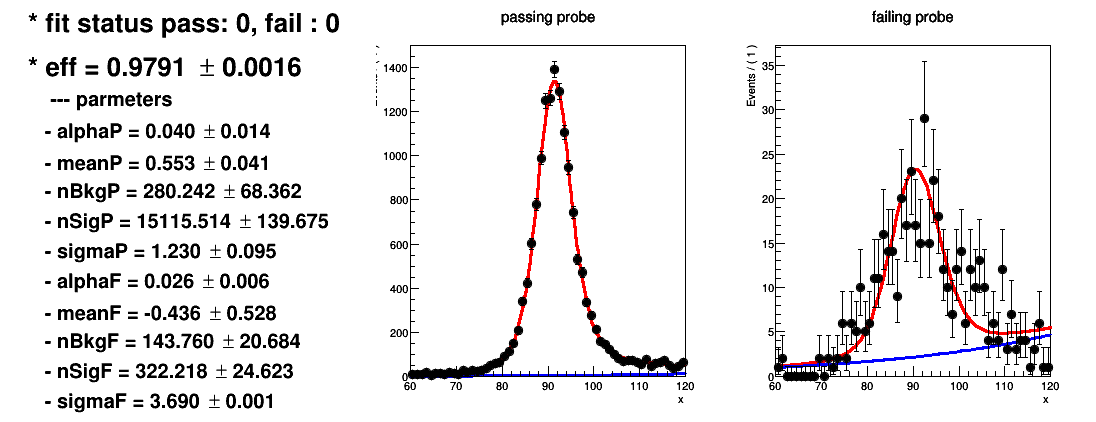 * fit status pass: 0, fail : 0
* eff = 0.9791 ± 0.0016
--- parmeters
- alphaP = 0.040 ± 0.014
- meanP = 0.553 ± 0.041
- nBkgP = 280.242 ± 68.362
- nSigP = 15115.514 ± 139.675
- sigmaP = 1.230 ± 0.095
- alphaF = 0.026 ± 0.006
- meanF = -0.436 ± 0.528
- nBkgF = 143.760 ± 20.684
- nSigF = 322.218 ± 24.623
- sigmaF = 3.690 ± 0.001
passing probe
1400
1200
1000
800
600
400
200
0
60 70 80 90 100 110 120
x
failing probe
Events / ( 1 )
35
30
25
20
15
10
5
0
60 70 80 90 100 110 120
x